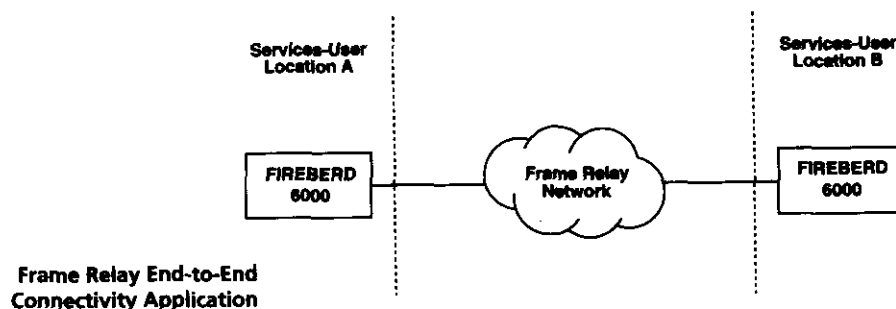 Services-User
Location A
Services-User
Location B
FIREBERD
6000
Frame Relay
Network
FIREBERD
6000
Frame Relay End-to-End
Connectivity Application